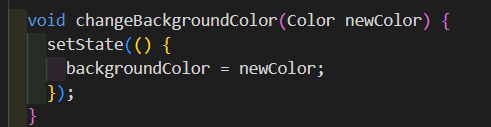 void changeBackgroundColor(Color newColor) {
  setState(() {
    backgroundColor = newColor;
  });
}